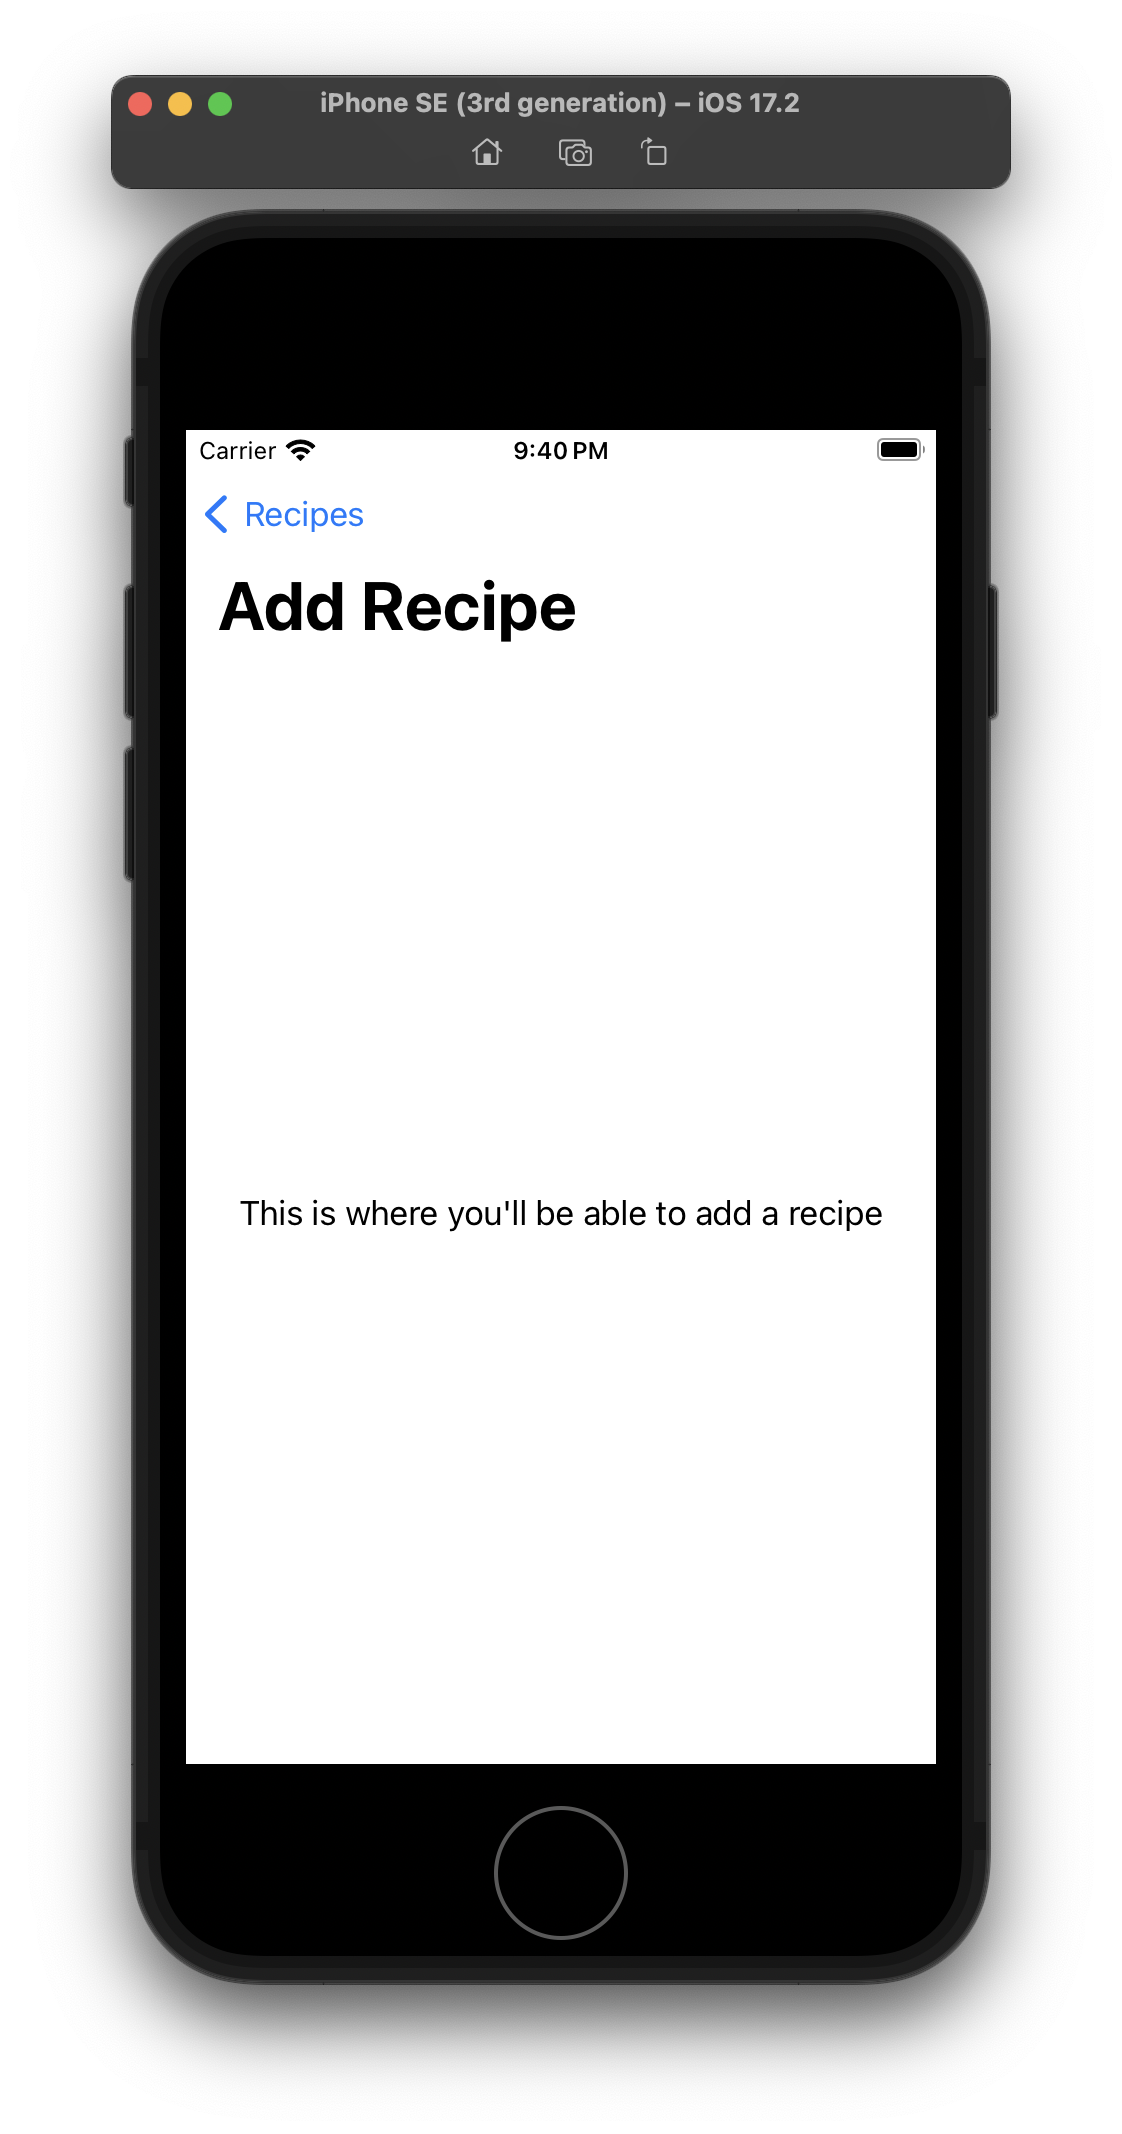 iPhone SE (3rd generation) – iOS 17.2
Carrier 9:40 PM
Recipes
Add Recipe
This is where you'll be able to add a recipe